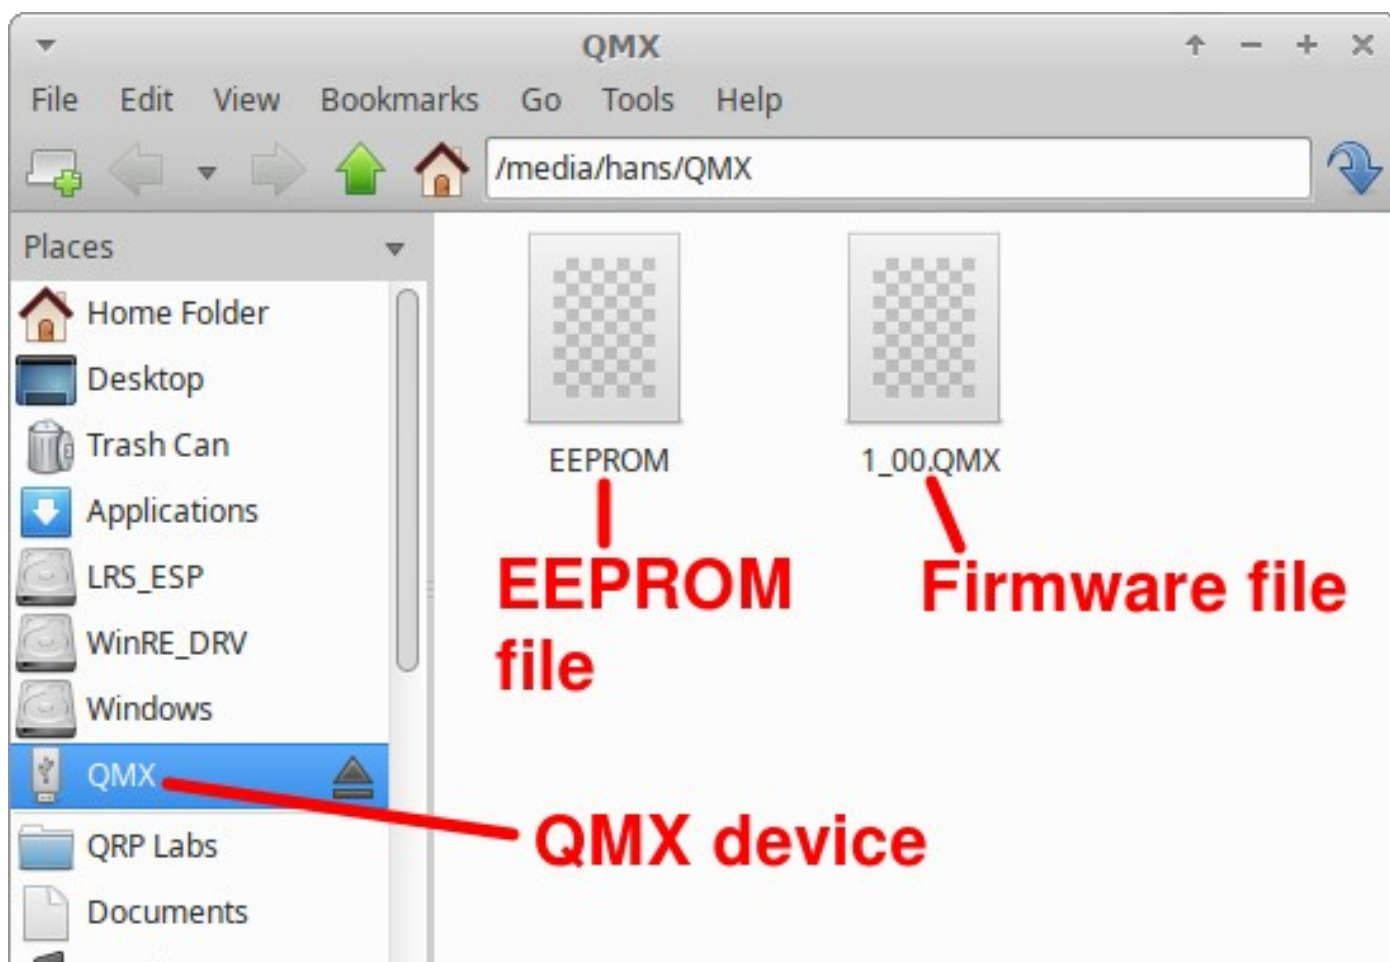 QMX
File Edit View Bookmarks Go Tools Help
/media/hans/QMX
Places
Home Folder
Desktop
Trash Can
Applications
LRS_ESP
WinRE_DRV
Windows
QMX
QRP Labs
Documents
EEPROM 1_00.QMX
EEPROM
file
Firmware file
QMX device